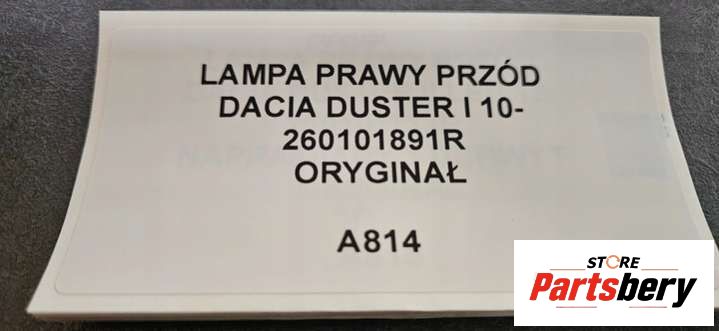 LAMPA PRAWY PRZÓD
DACIA DUSTER I 10-
260101891R
ORYGINAŁ
A814
STORE
Partsbery